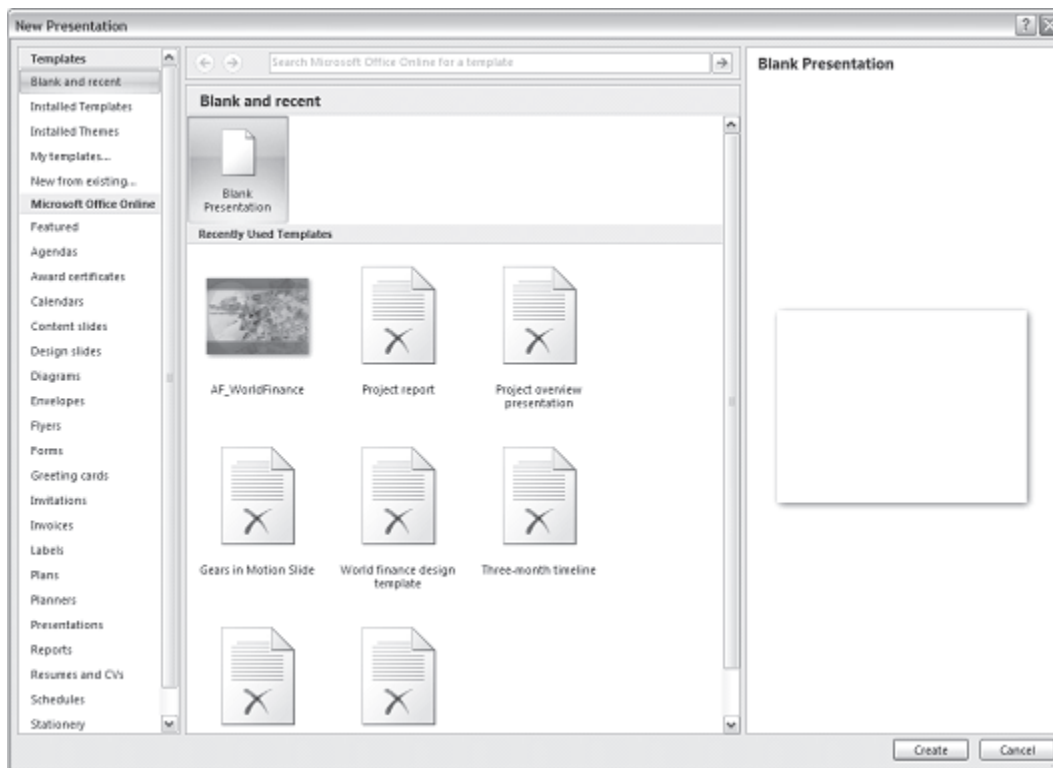 New Presentation
?
Templates
Blank and recent
Installed Templates
Installed Themes
My templates...
New from existing...
Microsoft Office Online
Featured
Agendas
Award certificates
Calendars
Content slides
Design slides
Diagrams
Envelopes
Flyers
Forms
Greeting cards
Invitations
Invoices
Labels
Plans
Planners
Presentations
Reports
Resumes and CVs
Schedules
Stationery
Search Microsoft Office Online for a template
Blank and recent
Blank
Presentation
Recently Used Templates
AF_WorldFinance
Project report
Project overview
presentation
Gears in Motion Slide
World finance design
template
Three-month timeline
Blank Presentation
Create
Cancel